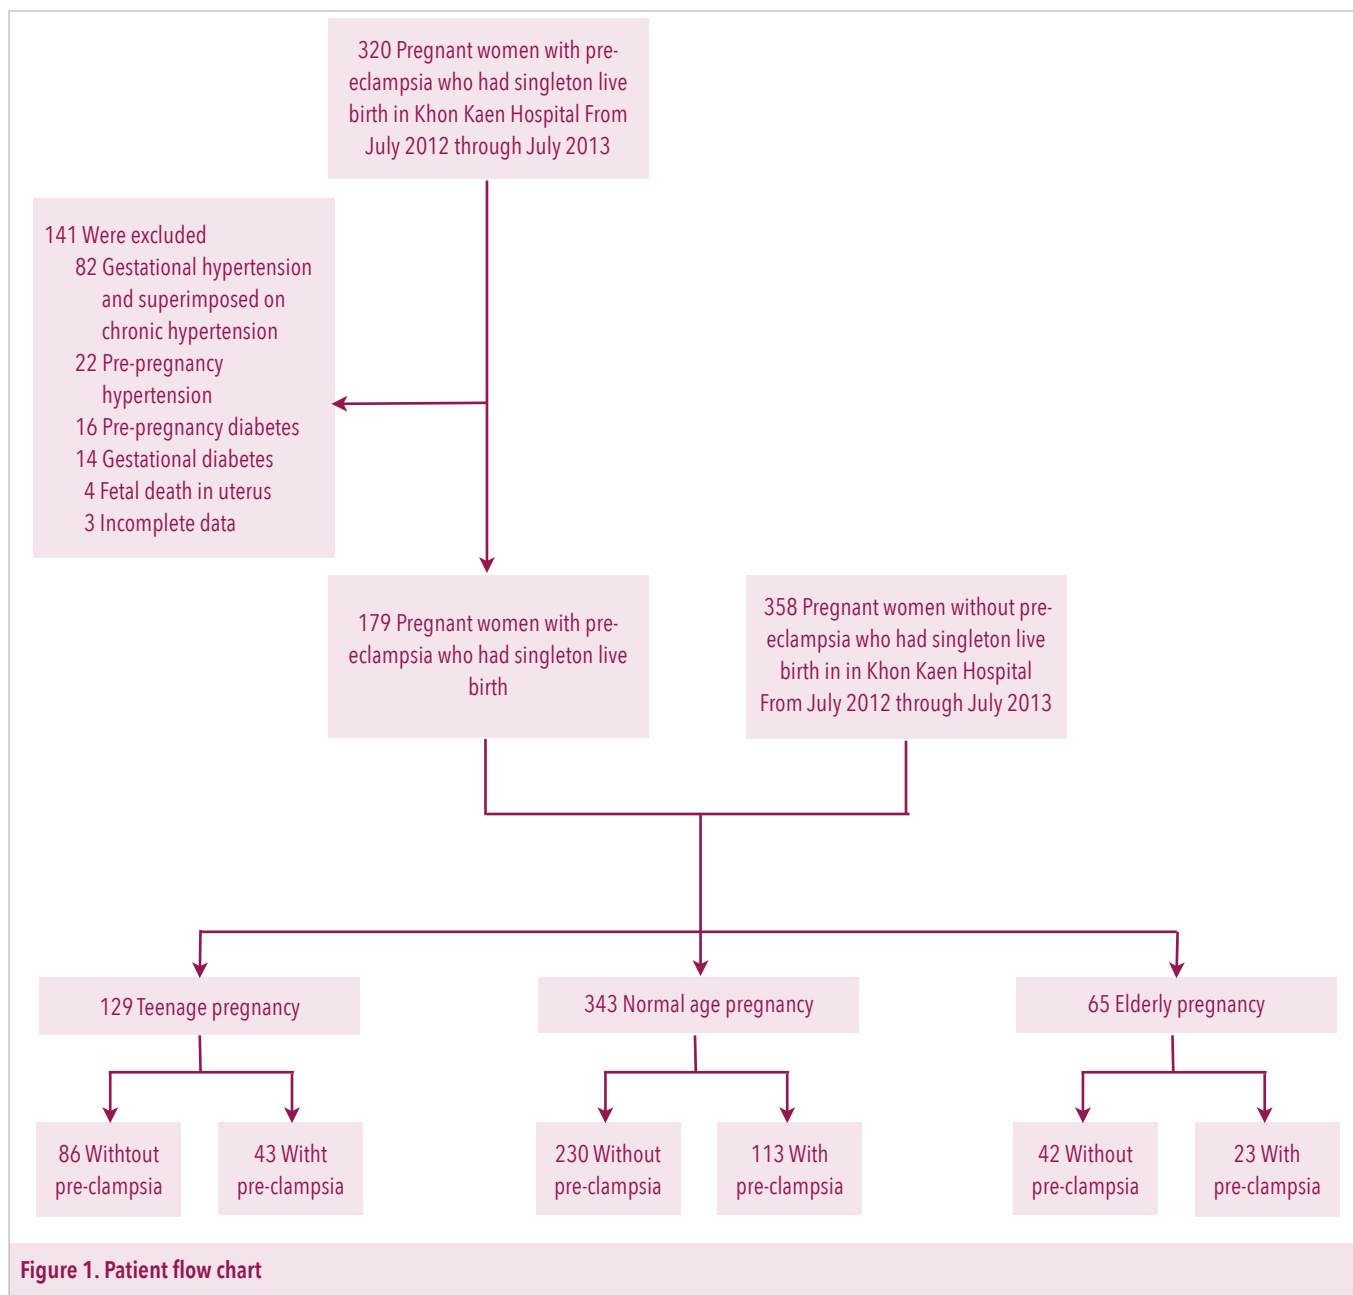 320 Pregnant women with pre-
eclampsia who had singleton live
birth in Khon Kaen Hospital From
July 2012 through July 2013
141 Were excluded
82 Gestational hypertension
and superimposed on
chronic hypertension
22 Pre-pregnancy
hypertension
16 Pre-pregnancy diabetes
14 Gestational diabetes
4 Fetal death in uterus
3 Incomplete data
179 Pregnant women with pre-
eclampsia who had singleton live
birth
358 Pregnant women without pre-
eclampsia who had singleton live
birth in in Khon Kaen Hospital
From July 2012 through July 2013
129 Teenage pregnancy
343 Normal age pregnancy
65 Elderly pregnancy
86 Withtout
pre-clampsia
43 Witht
pre-clampsia
230 Without
pre-clampsia
113 With
pre-clampsia
42 Without
pre-clampsia
23 With
pre-clampsia
Figure 1. Patient flow chart